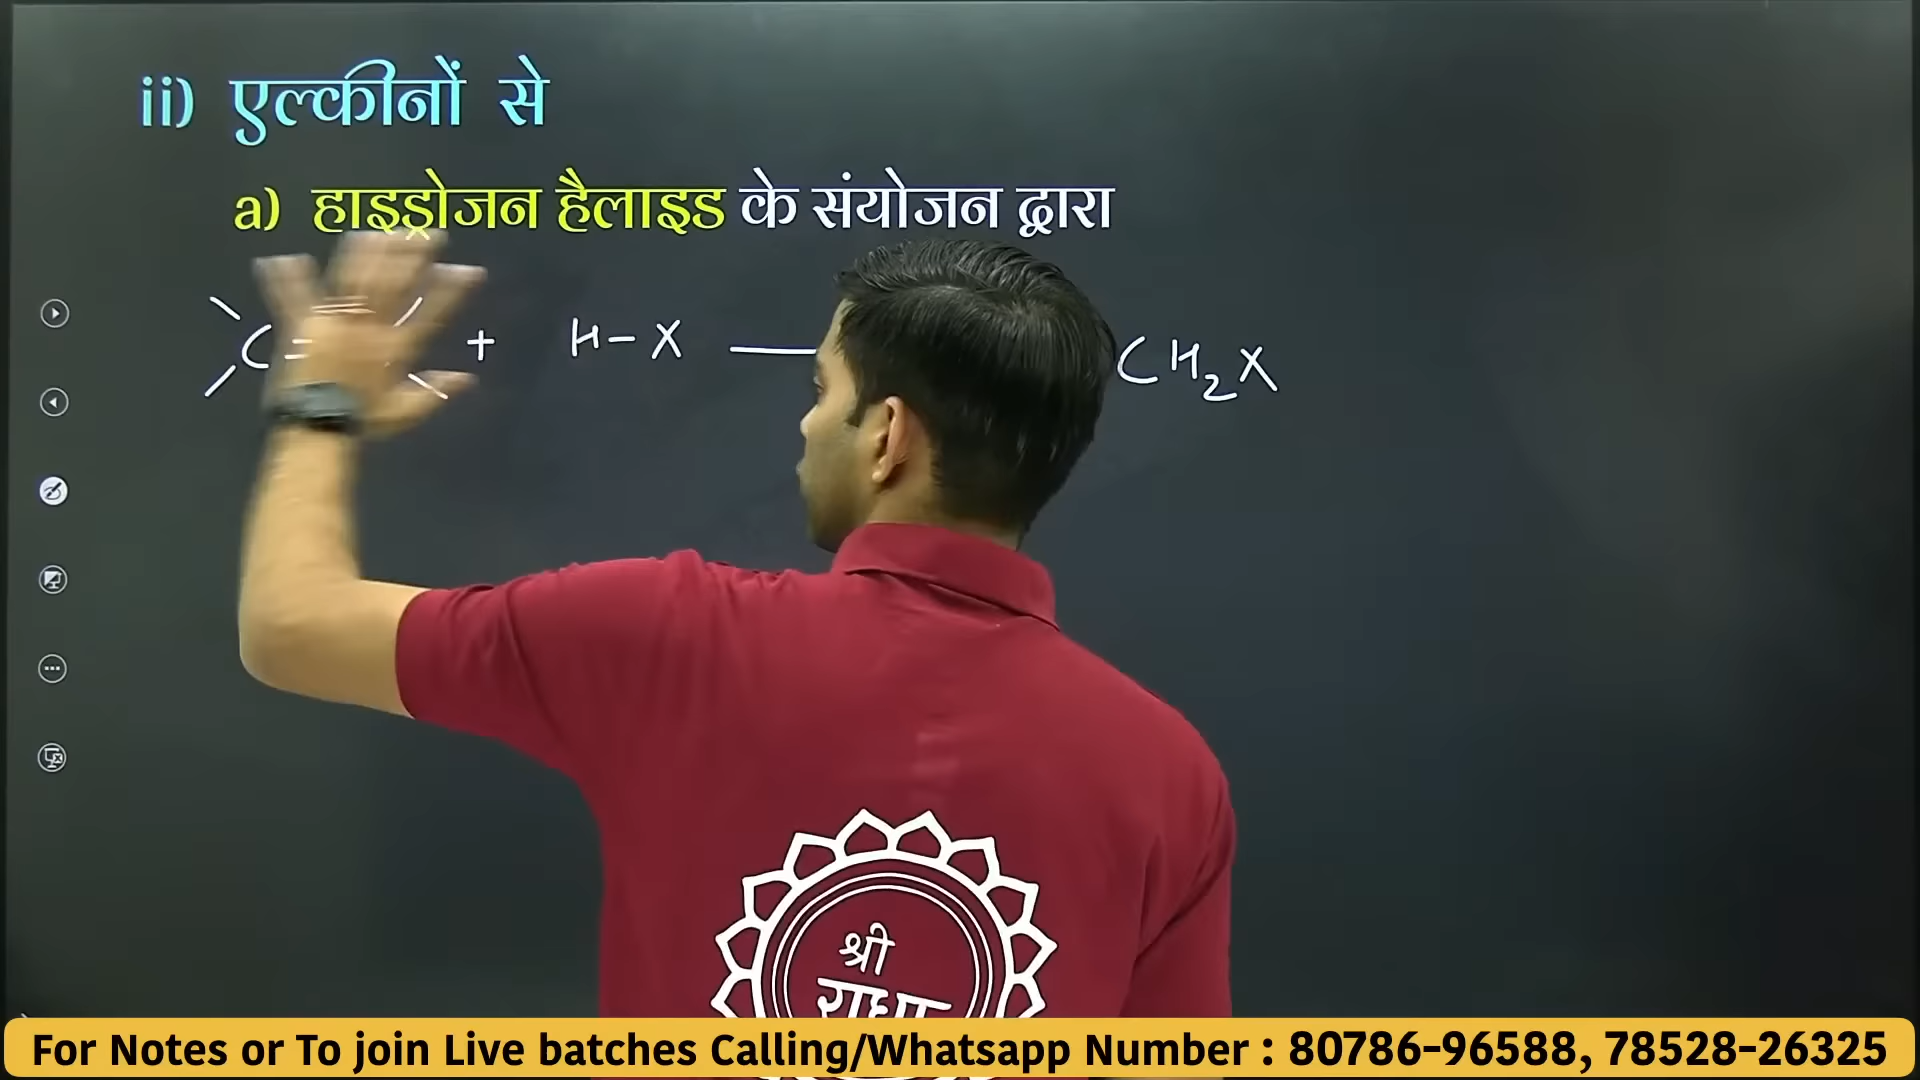 ii) एल्कीनों से
a) हाइड्रोजन हैलाइड के संयोजन द्वारा
C= + H-X — CH₂X
श्री
राधा
For Notes or To join Live batches Calling/Whatsapp Number : 80786-96588, 78528-26325